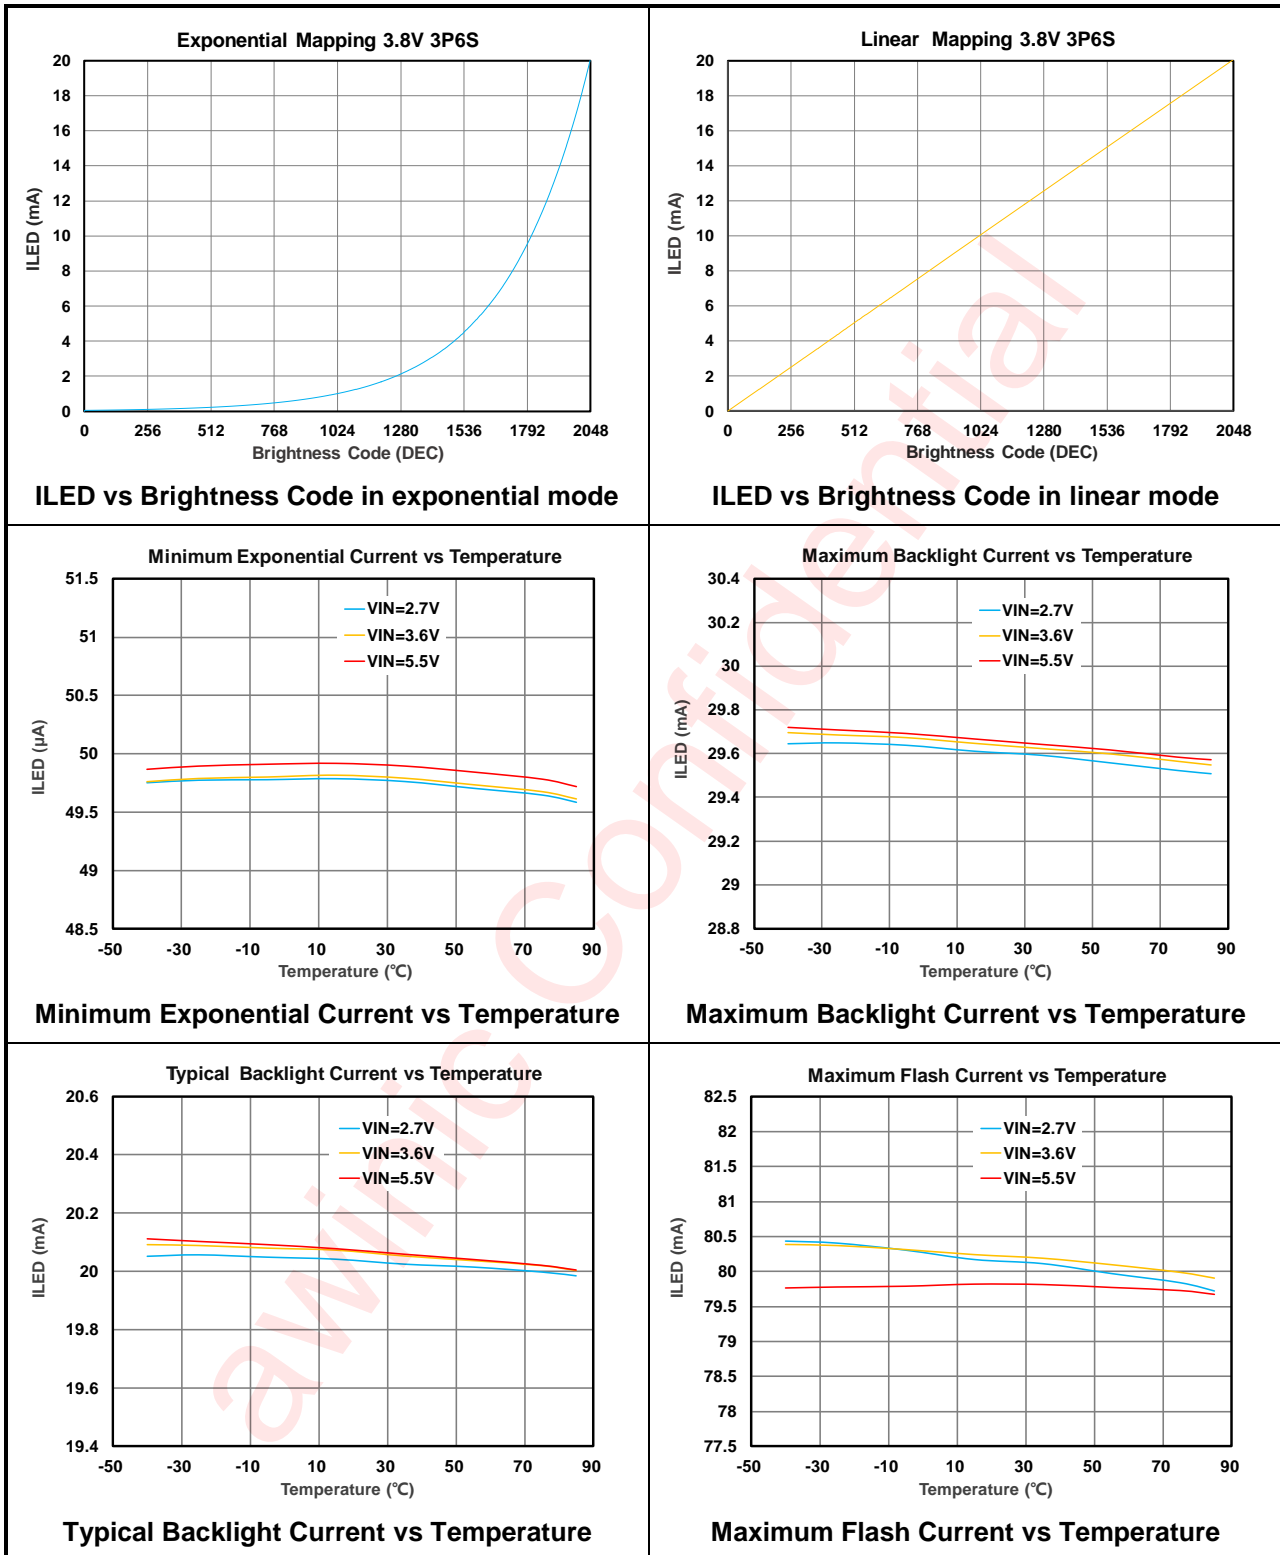 Exponential Mapping 3.8V 3P6S
20
18
16
14
12
10
8
6
4
2
0
ILED (mA)
0 256 512 768 1024 1280 1536 1792 2048
Brightness Code (DEC)
ILED vs Brightness Code in exponential mode
Linear Mapping 3.8V 3P6S
20
18
16
14
12
10
8
6
4
2
0
ILED (mA)
0 256 512 768 1024 1280 1536 1792 2048
Brightness Code (DEC)
ILED vs Brightness Code in linear mode
Minimum Exponential Current vs Temperature
51.5
51
50.5
50
49.5
49
48.5
ILED (µA)
VIN=2.7V
VIN=3.6V
VIN=5.5V
-50 -30 -10 10 30 50 70 90
Temperature (℃)
Minimum Exponential Current vs Temperature
Maximum Backlight Current vs Temperature
30.4
30.2
30
29.8
29.6
29.4
29.2
29
28.8
ILED (mA)
VIN=2.7V
VIN=3.6V
VIN=5.5V
-50 -30 -10 10 30 50 70 90
Temperature (℃)
Maximum Backlight Current vs Temperature
Typical Backlight Current vs Temperature
20.6
20.4
20.2
20
19.8
19.6
19.4
ILED (mA)
VIN=2.7V
VIN=3.6V
VIN=5.5V
-50 -30 -10 10 30 50 70 90
Temperature (℃)
Typical Backlight Current vs Temperature
Maximum Flash Current vs Temperature
82.5
82
81.5
81
80.5
80
79.5
79
78.5
78
77.5
ILED (mA)
VIN=2.7V
VIN=3.6V
VIN=5.5V
-50 -30 -10 10 30 50 70 90
Temperature (℃)
Maximum Flash Current vs Temperature
awinic Confidential